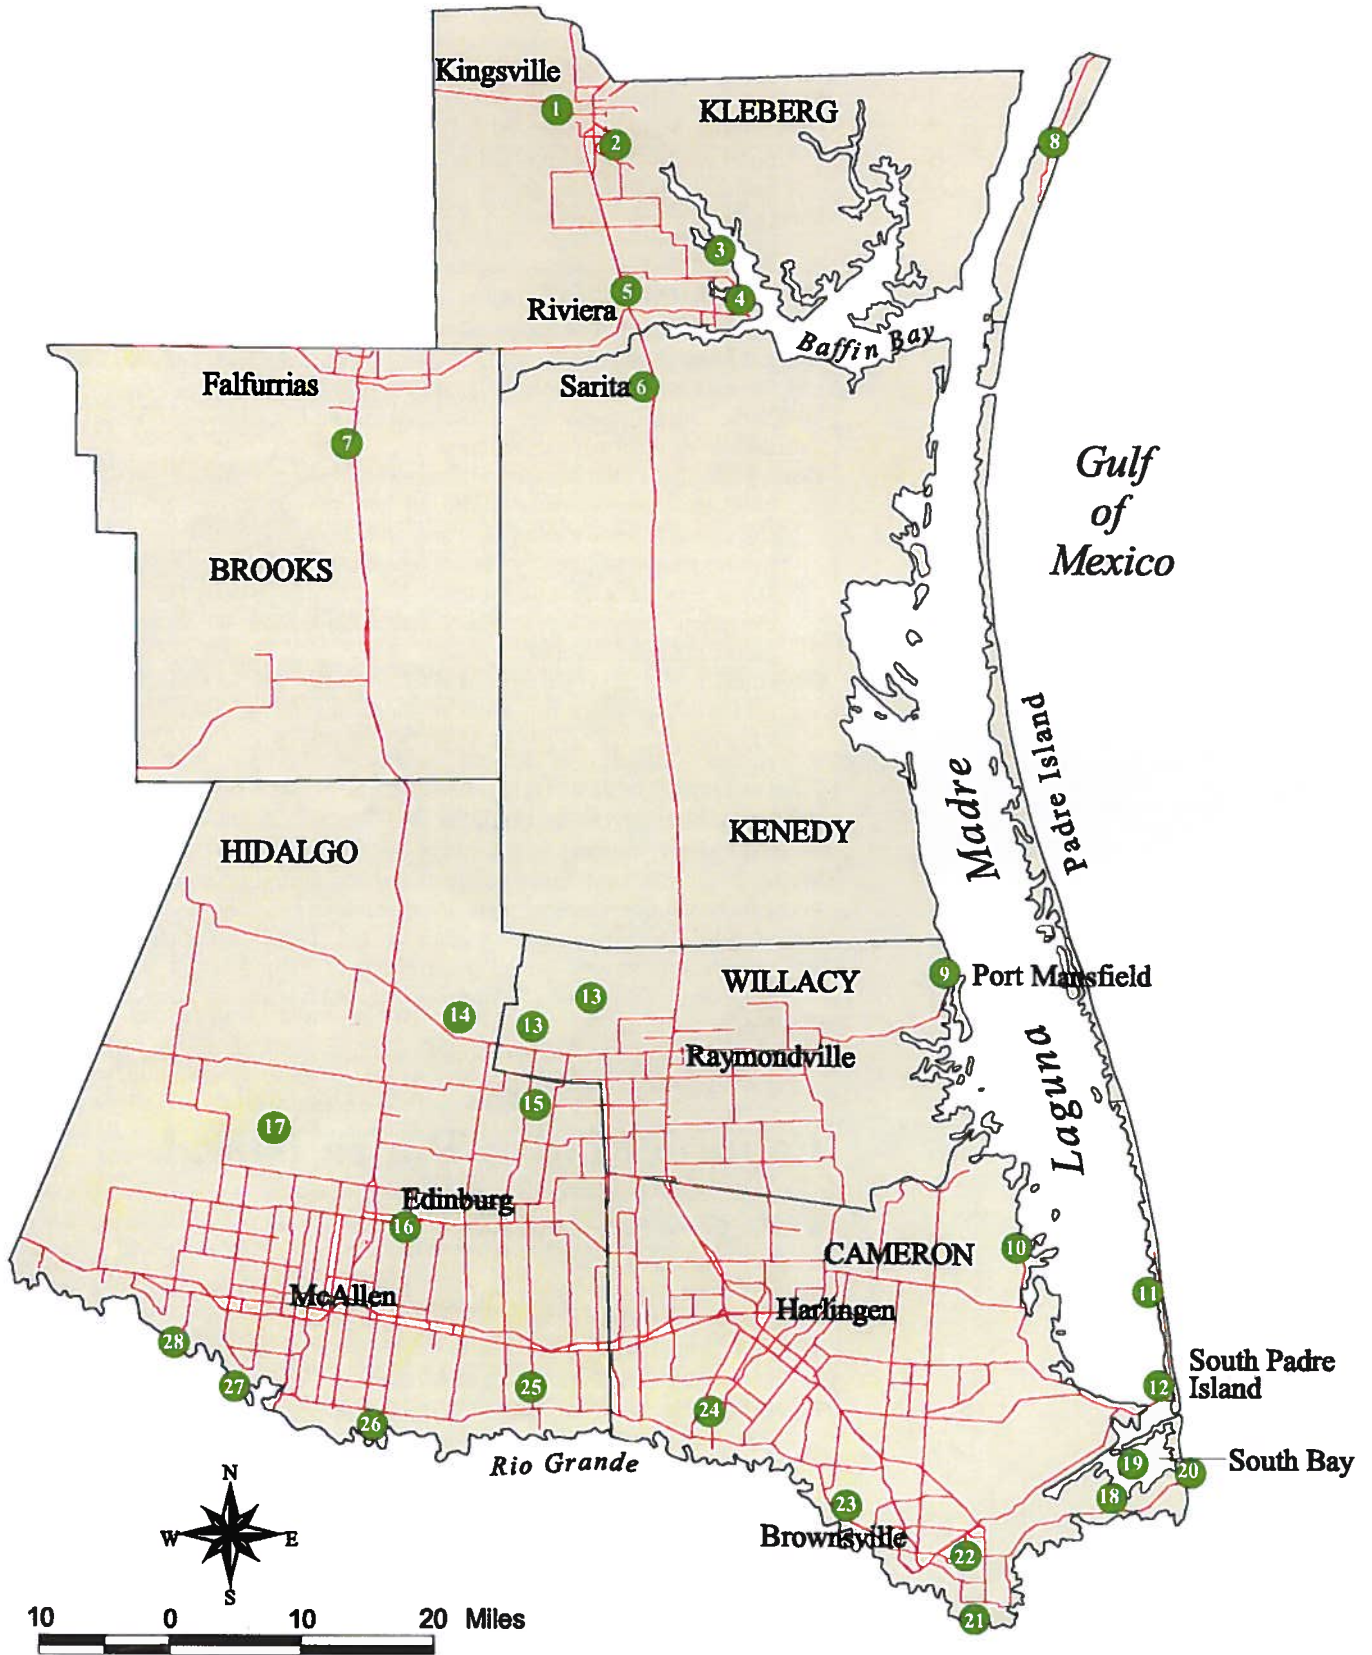 Kingsville
KLEBERG
1
2
8
3
5
4
Riviera
Baffin Bay
Falfurrias
Sarita
6
7
Gulf
of
Mexico
BROOKS
Padre Island
Madre
KENEDY
HIDALGO
9
Port Mansfield
WILLACY
13
14
13
Raymondville
Laguna
15
17
Edinburg
16
10
CAMERON
11
McAllen
Harlingen
28
South Padre
Island
12
27
25
24
26
Rio Grande
19
South Bay
20
18
23
Brownsville
22
21
N
W
E
S
10 0 10 20 Miles